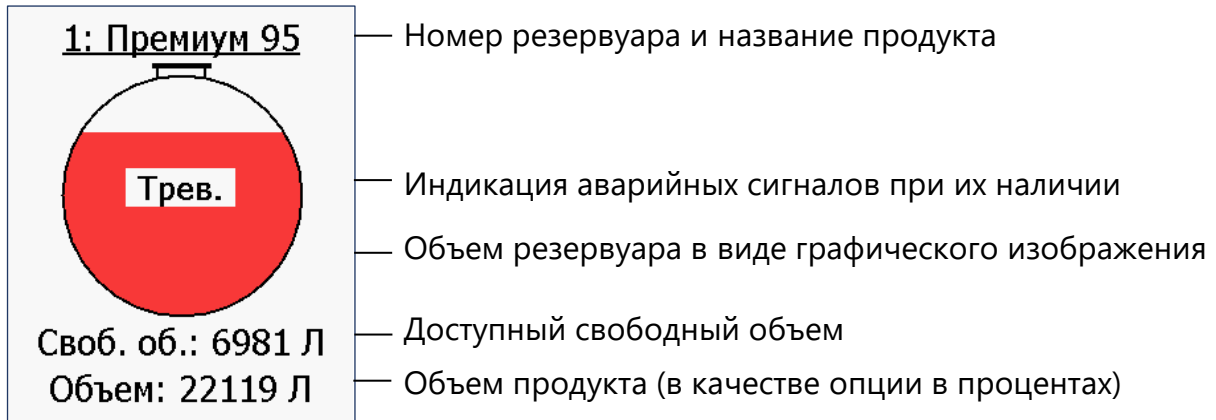 1: Премиум 95
Номер резервуара и название продукта
Трев.
Индикация аварийных сигналов при их наличии
Объем резервуара в виде графического изображения
Своб. об.: 6981 Л
Доступный свободный объем
Объем: 22119 Л
Объем продукта (в качестве опции в процентах)